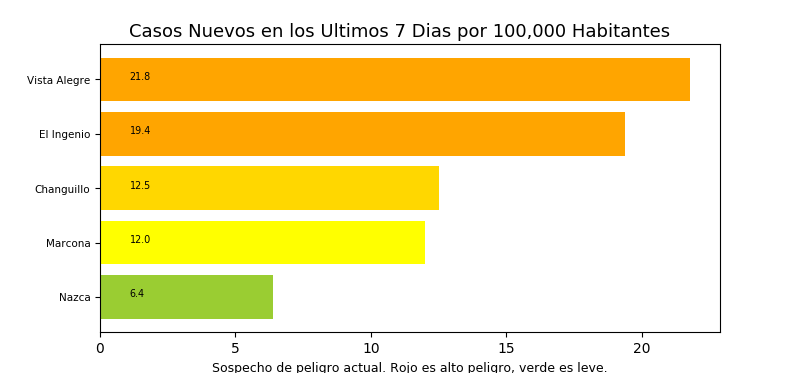 Casos Nuevos en los Ultimos 7 Dias por 100,000 Habitantes
Vista Alegre 21.8
El Ingenio 19.4
Changuillo 12.5
Marcona 12.0
Nazca 6.4
0 5 10 15 20
Sospecho de peligro actual. Rojo es alto peligro, verde es leve.